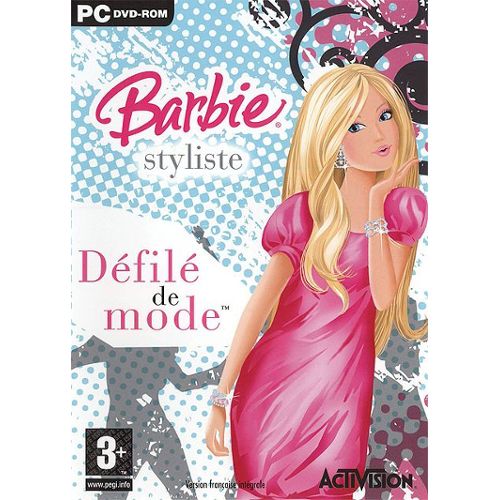 PC DVD-ROM
Barbie®
styliste
Défilé
de
mode™
3+
www.pegi.info
Version française intégrale
ACTIVISION